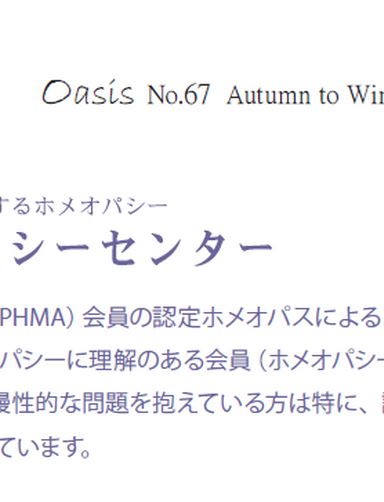 Oasis No.67 Autumn to Win
するホメオパシー
シーセンター
PHMA）会員の認定ホメオパスによる
パシーに理解のある会員（ホメオパシー
慢性的な問題を抱えている方は特に、
ています。